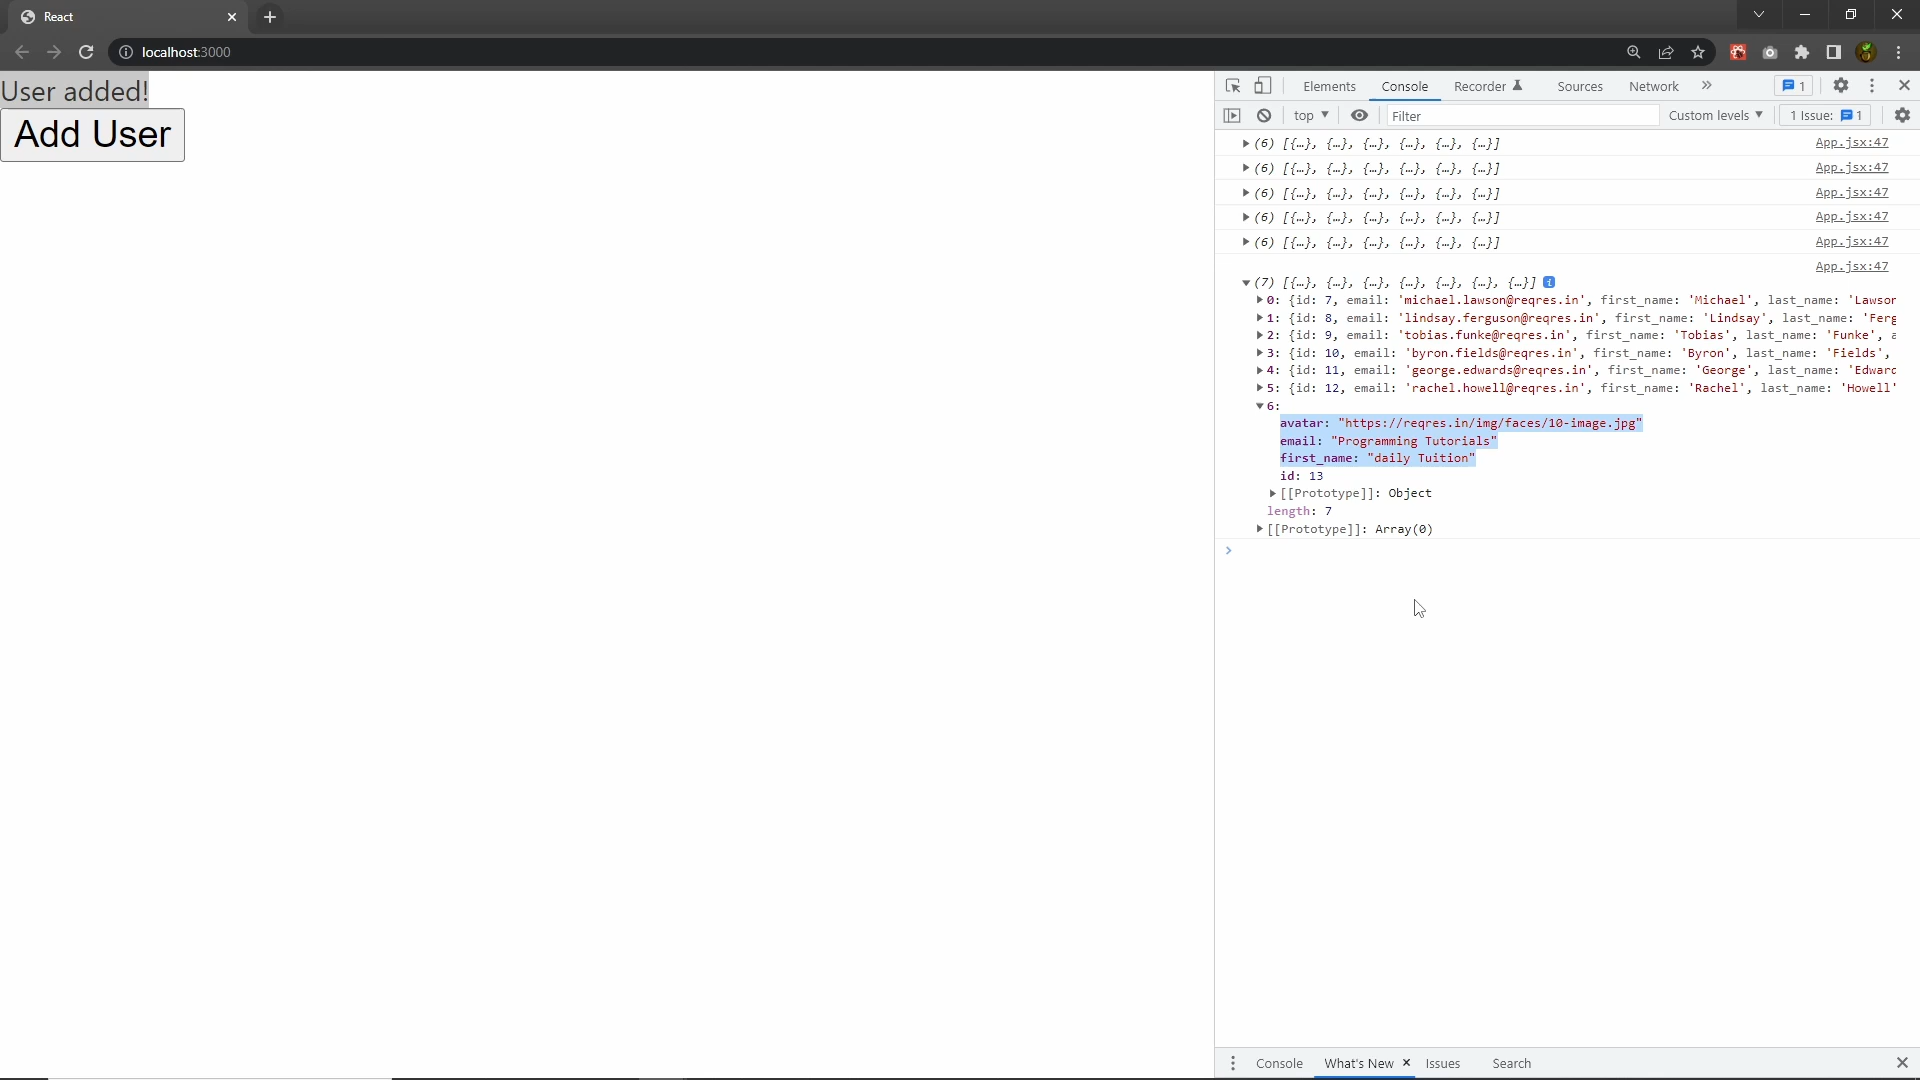 React
localhost:3000
User added!
Add User
Elements Console Recorder Sources Network 1
top Filter Custom levels 1 Issue: 1
(6) [{…}, {…}, {…}, {…}, {…}, {…}] App.jsx:47
(6) [{…}, {…}, {…}, {…}, {…}, {…}] App.jsx:47
(6) [{…}, {…}, {…}, {…}, {…}, {…}] App.jsx:47
(6) [{…}, {…}, {…}, {…}, {…}, {…}] App.jsx:47
(6) [{…}, {…}, {…}, {…}, {…}, {…}] App.jsx:47
App.jsx:47
(7) [{…}, {…}, {…}, {…}, {…}, {…}, {…}] i
0: {id: 7, email: 'michael.lawson@reqres.in', first_name: 'Michael', last_name: 'Lawson
1: {id: 8, email: 'lindsay.ferguson@reqres.in', first_name: 'Lindsay', last_name: 'Ferg
2: {id: 9, email: 'tobias.funke@reqres.in', first_name: 'Tobias', last_name: 'Funke', a
3: {id: 10, email: 'byron.fields@reqres.in', first_name: 'Byron', last_name: 'Fields',
4: {id: 11, email: 'george.edwards@reqres.in', first_name: 'George', last_name: 'Edward
5: {id: 12, email: 'rachel.howell@reqres.in', first_name: 'Rachel', last_name: 'Howell'
6:
avatar: "https://reqres.in/img/faces/10-image.jpg"
email: "Programming Tutorials"
first_name: "daily Tuition"
id: 13
[[Prototype]]: Object
length: 7
[[Prototype]]: Array(0)
Console What's New Issues Search